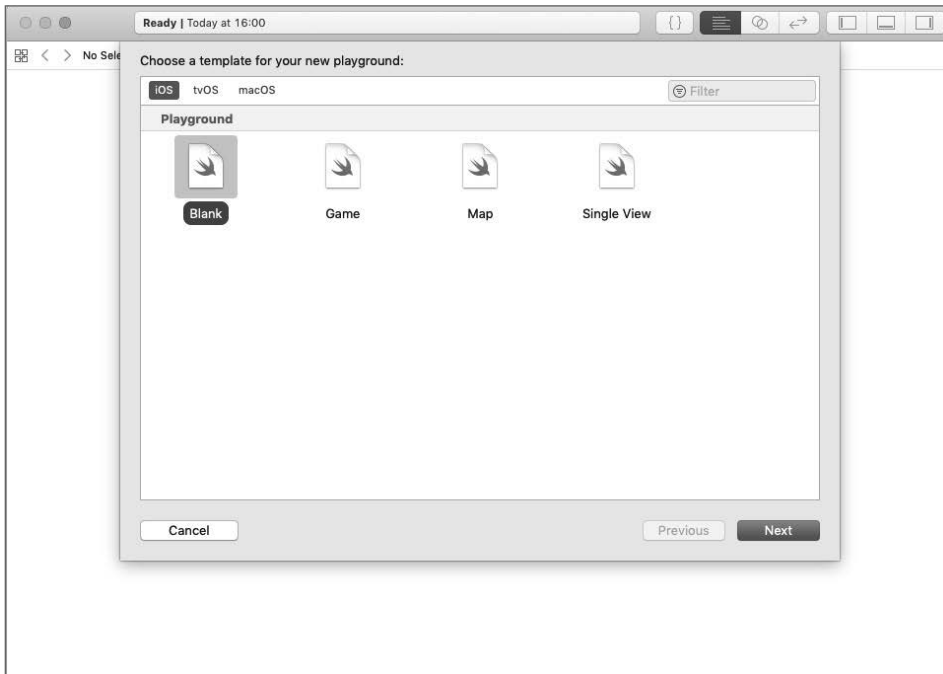 Ready | Today at 16:00
{}
No Sele
Choose a template for your new playground:
iOS tvOS macOS
Filter
Playground
Blank Game Map Single View
Cancel Previous Next